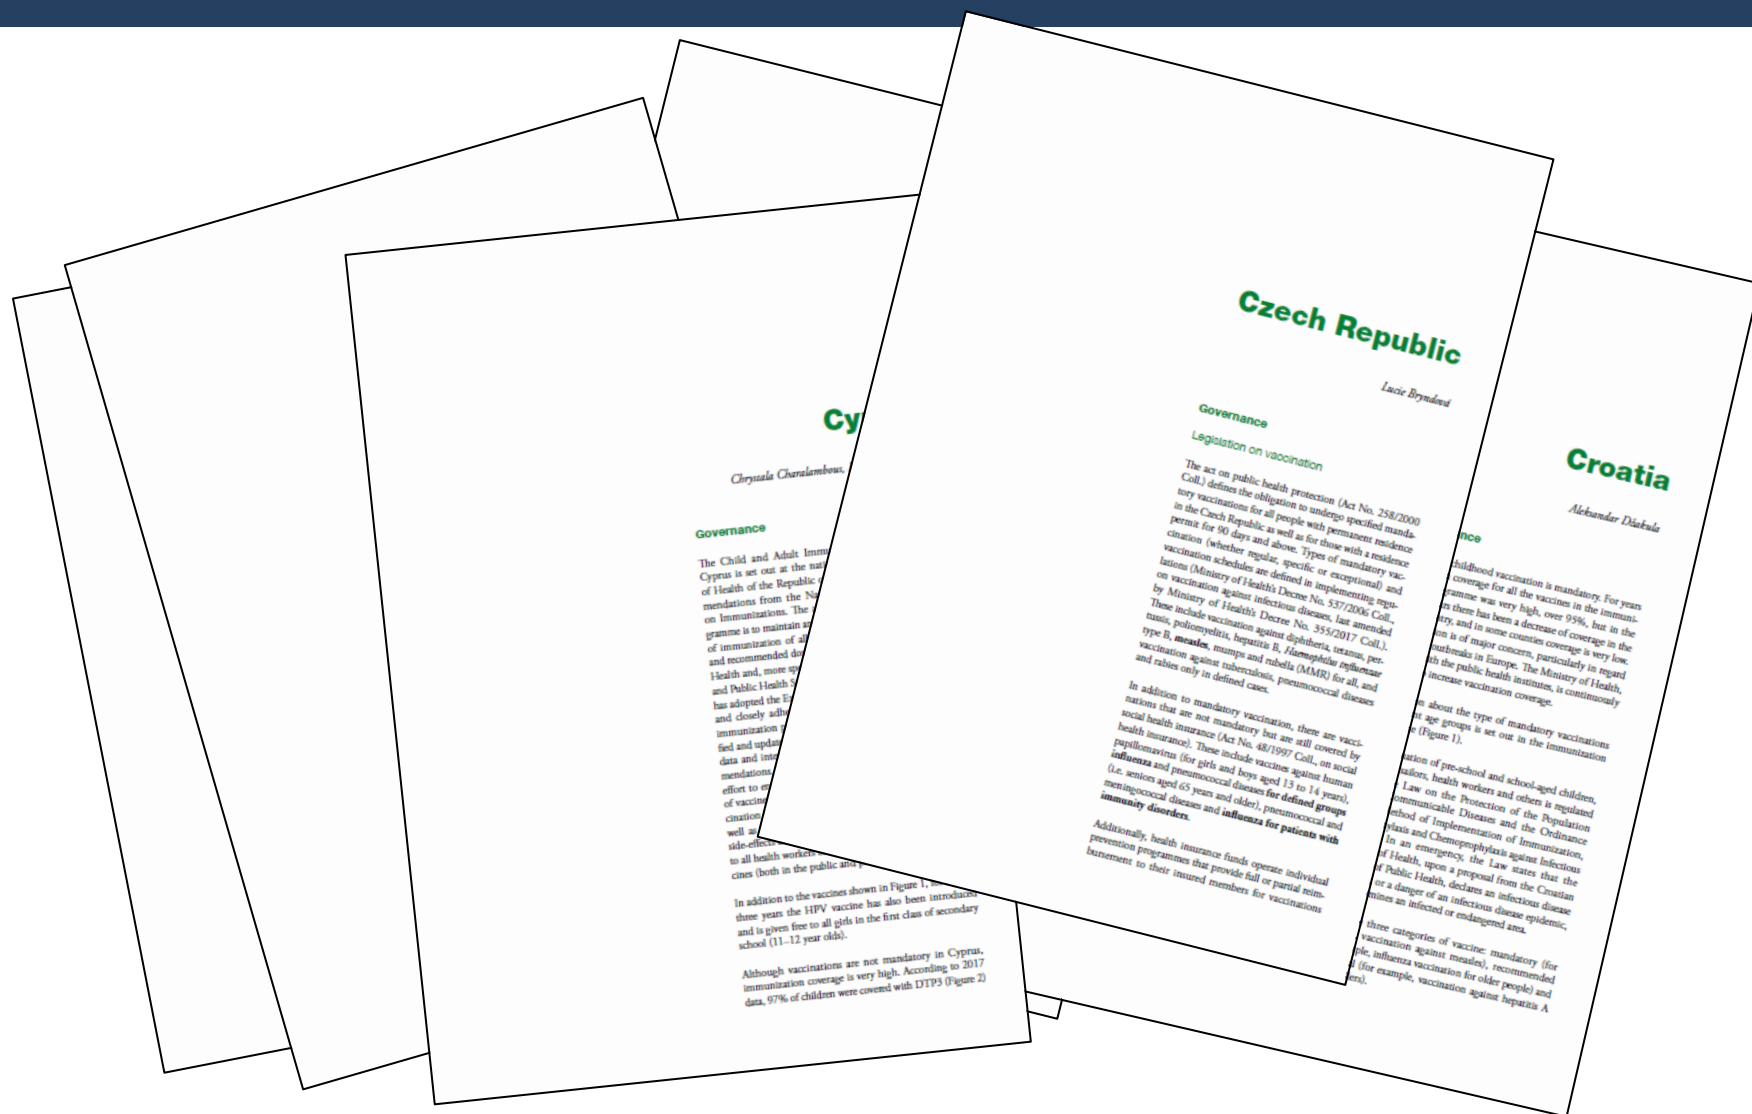 Cy
Chrystala Charalambous,
Governance
The Child and Adult Immu
Cyprus is set out at the nati
of Health of the Republic
mendations from the Na
on Immunizations. The
gramme is to maintain an
of immunization of all
and recommended do
Health and, more spe
and Public Health S
has adopted the Eu
and closely adhe
immunization p
fied and update
data and inte
mendations.
effort to en
of vaccine
cination
well as
side-effects
to all health workers
cines (both in the public and p
In addition to the vaccines shown in Figure 1,
three years the HPV vaccine has also been introduced
and is given free to all girls in the first class of secondary
school (11–12 year olds).
Although vaccinations are not mandatory in Cyprus,
immunization coverage is very high. According to 2017
data, 97% of children were covered with DTP3 (Figure 2)
Czech Republic
Lucie Bryndová
Governance
Legislation on vaccination
The act on public health protection (Act No. 258/2000
Coll.) defines the obligation to undergo specified manda-
tory vaccinations for all people with permanent residence
in the Czech Republic as well as for those with a residence
permit for 90 days and above. Types of mandatory vac-
cination (whether regular, specific or exceptional) and
vaccination schedules are defined in implementing regu-
lations (Ministry of Health's Decree No. 537/2006 Coll.,
on vaccination against infectious diseases, last amended
by Ministry of Health's Decree No. 355/2017 Coll.).
These include vaccination against diphtheria, tetanus, per-
tussis, poliomyelitis, hepatitis B, Haemophilus influenzae
type B, measles, mumps and rubella (MMR) for all, and
vaccination against tuberculosis, pneumococcal diseases
and rabies only in defined cases.
In addition to mandatory vaccination, there are vacci-
nations that are not mandatory but are still covered by
social health insurance (Act No. 48/1997 Coll., on social
health insurance). These include vaccines against human
papillomavirus (for girls and boys aged 13 to 14 years),
influenza and pneumococcal diseases for defined groups
(i.e. seniors aged 65 years and older), pneumococcal and
meningococcal diseases and influenza for patients with
immunity disorders.
Additionally, health insurance funds operate individual
prevention programmes that provide full or partial reim-
bursement to their insured members for vaccinations
Croatia
Aleksandar Džakula
nce
childhood vaccination is mandatory. For years
coverage for all the vaccines in the immuni-
gramme was very high, over 95%, but in the
rs there has been a decrease of coverage in the
try, and in some counties coverage is very low.
on is of major concern, particularly in regard
outbreaks in Europe. The Ministry of Health,
th the public health institutes, is continuously
increase vaccination coverage.
n about the type of mandatory vaccinations
nt age groups is set out in the immunization
e (Figure 1).
nation of pre-school and school-aged children,
sailors, health workers and others is regulated
Law on the Protection of the Population
ommunicable Diseases and the Ordinance
ethod of Implementation of Immunization,
ylaxis and Chemoprophylaxis against Infectious
In an emergency, the Law states that the
of Health, upon a proposal from the Croatian
of Public Health, declares an infectious disease
or a danger of an infectious disease epidemic,
mines an infected or endangered area.
three categories of vaccine: mandatory (for
vaccination against measles), recommended
ple, influenza vaccination for older people) and
l (for example, vaccination against hepatitis A
ers).